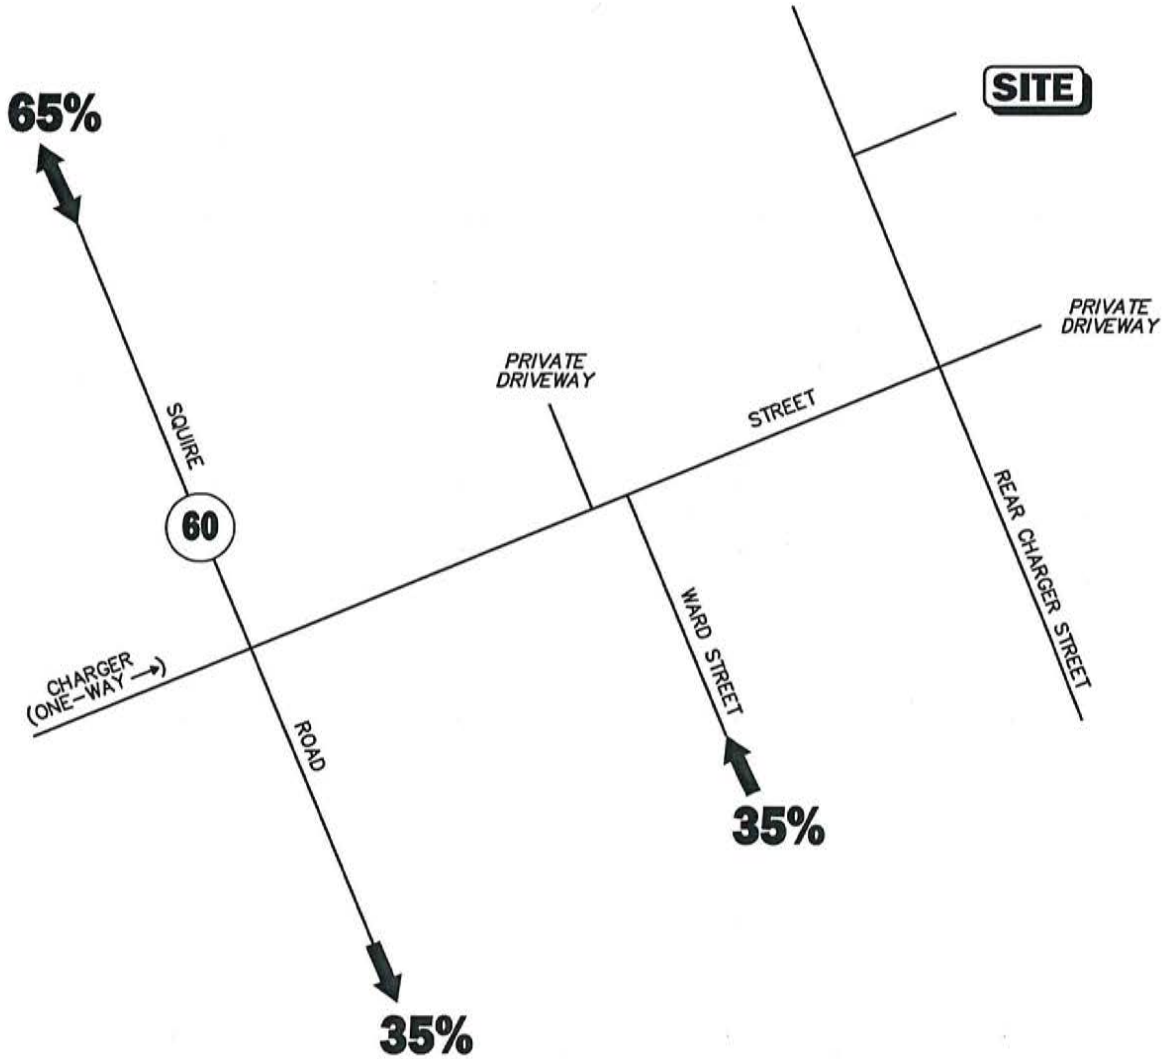 SITE
65%
PRIVATE
DRIVEWAY
PRIVATE
DRIVEWAY
STREET
SQUIRE
60
REAR CHARGER STREET
WARD STREET
CHARGER
(ONE-WAY →)
ROAD
35%
35%